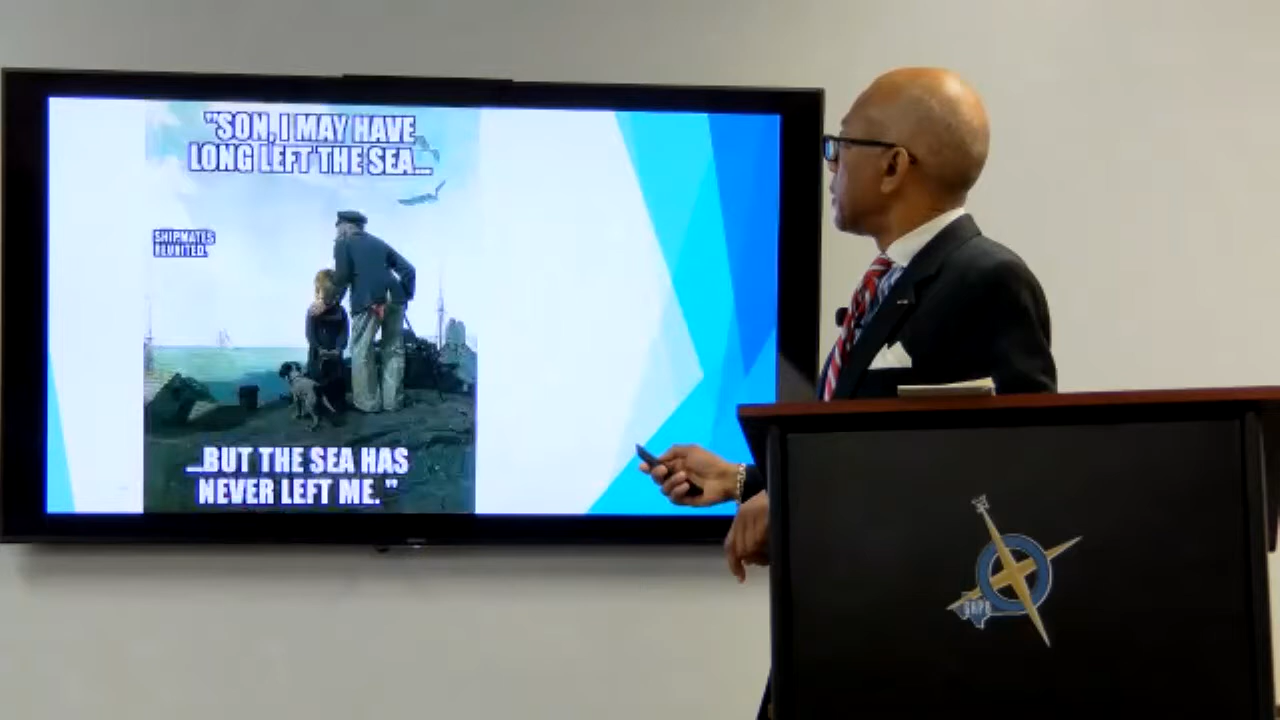 "SON, I MAY HAVE
LONG LEFT THE SEA...
SHIPMATES
REUNITED.
...BUT THE SEA HAS
NEVER LEFT ME."